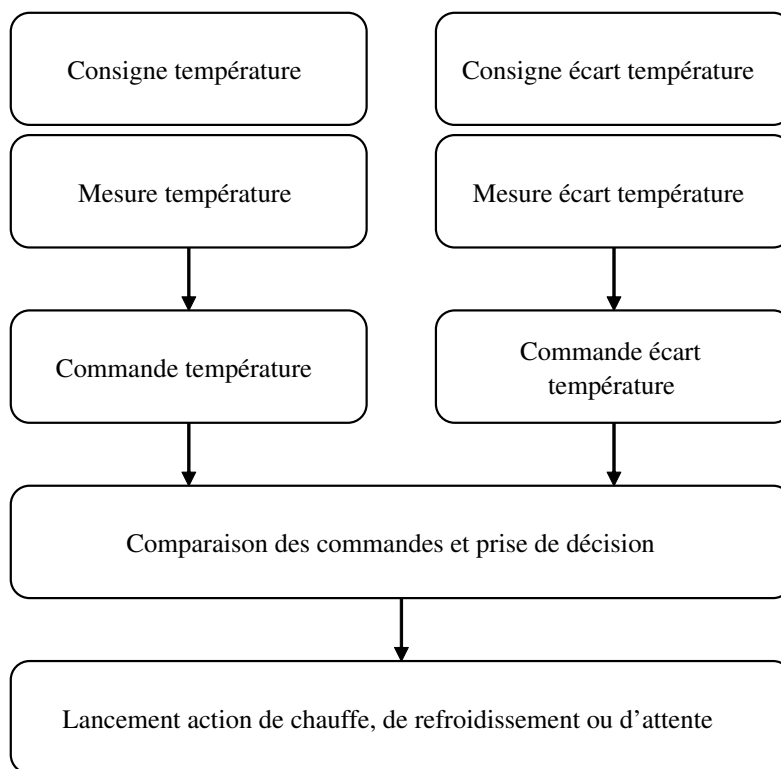 Consigne température
Consigne écart température
Mesure température
Mesure écart température
Commande température
Commande écart
température
Comparaison des commandes et prise de décision
Lancement action de chauffe, de refroidissement ou d’attente